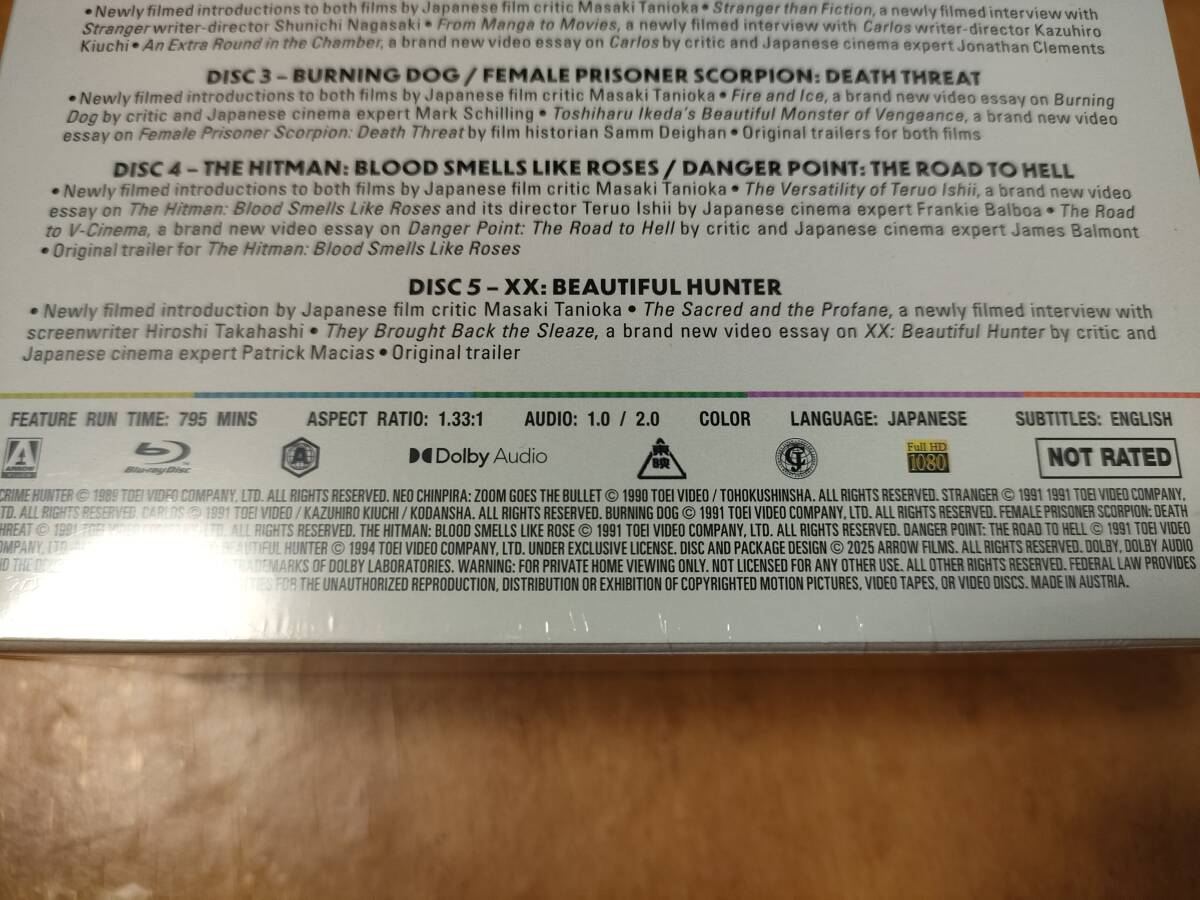 •Newly filmed introductions to both films by Japanese film critic Masaki Tanioka • Stranger than Fiction, a newly filmed interview with
Stranger writer-director Shunichi Nagasaki • From Manga to Movies, a newly filmed interview with Carlos writer-director Kazuhiro
Kiuchi • An Extra Round in the Chamber, a brand new video essay on Carlos by critic and Japanese cinema expert Jonathan Clements
DISC 3 – BURNING DOG / FEMALE PRISONER SCORPION: DEATH THREAT
• Newly filmed introductions to both films by Japanese film critic Masaki Tanioka • Fire and Ice, a brand new video essay on Burning
Dog by critic and Japanese cinema expert Mark Schilling • Toshiharu Ikeda's Beautiful Monster of Vengeance, a brand new video
essay on Female Prisoner Scorpion: Death Threat by film historian Samm Deighan • Original trailers for both films
DISC 4 – THE HITMAN: BLOOD SMELLS LIKE ROSES / DANGER POINT: THE ROAD TO HELL
• Newly filmed introductions to both films by Japanese film critic Masaki Tanioka • The Versatility of Teruo Ishii, a brand new video
essay on The Hitman: Blood Smells Like Roses and its director Teruo Ishii by Japanese cinema expert Frankie Balboa • The Road
to V-Cinema, a brand new video essay on Danger Point: The Road to Hell by critic and Japanese cinema expert James Balmont
• Original trailer for The Hitman: Blood Smells Like Roses
DISC 5 – XX: BEAUTIFUL HUNTER
• Newly filmed introduction by Japanese film critic Masaki Tanioka • The Sacred and the Profane, a newly filmed interview with
screenwriter Hiroshi Takahashi • They Brought Back the Sleaze, a brand new video essay on XX: Beautiful Hunter by critic and
Japanese cinema expert Patrick Macias • Original trailer
FEATURE RUN TIME: 795 MINS ASPECT RATIO: 1.33:1 AUDIO: 1.0 / 2.0 COLOR LANGUAGE: JAPANESE SUBTITLES: ENGLISH
ARROW Blu-ray Disc A Dolby Audio 東映 Full HD 1080 NOT RATED
CRIME HUNTER © 1989 TOEI VIDEO COMPANY, LTD. ALL RIGHTS RESERVED. NEO CHINPIRA: ZOOM GOES THE BULLET © 1990 TOEI VIDEO / TOHOKUSHINSHA. ALL RIGHTS RESERVED. STRANGER © 1991 1991 TOEI VIDEO COMPANY,
LTD. ALL RIGHTS RESERVED. CARLOS © 1991 TOEI VIDEO / KAZUHIRO KIUCHI / KODANSHA. ALL RIGHTS RESERVED. BURNING DOG © 1991 TOEI VIDEO COMPANY, LTD. ALL RIGHTS RESERVED. FEMALE PRISONER SCORPION: DEATH
THREAT © 1991 TOEI VIDEO COMPANY, LTD. ALL RIGHTS RESERVED. THE HITMAN: BLOOD SMELLS LIKE ROSE © 1991 TOEI VIDEO COMPANY, LTD. ALL RIGHTS RESERVED. DANGER POINT: THE ROAD TO HELL © 1991 TOEI VIDEO
COMPANY, LTD. BEAUTIFUL HUNTER © 1994 TOEI VIDEO COMPANY, LTD. UNDER EXCLUSIVE LICENSE. DISC AND PACKAGE DESIGN © 2025 ARROW FILMS. ALL RIGHTS RESERVED. DOLBY, DOLBY AUDIO
TRADEMARKS OF DOLBY LABORATORIES. WARNING: FOR PRIVATE HOME VIEWING ONLY. NOT LICENSED FOR ANY OTHER USE. ALL OTHER RIGHTS RESERVED. FEDERAL LAW PROVIDES
FOR THE UNAUTHORIZED REPRODUCTION, DISTRIBUTION OR EXHIBITION OF COPYRIGHTED MOTION PICTURES, VIDEO TAPES, OR VIDEO DISCS. MADE IN AUSTRIA.